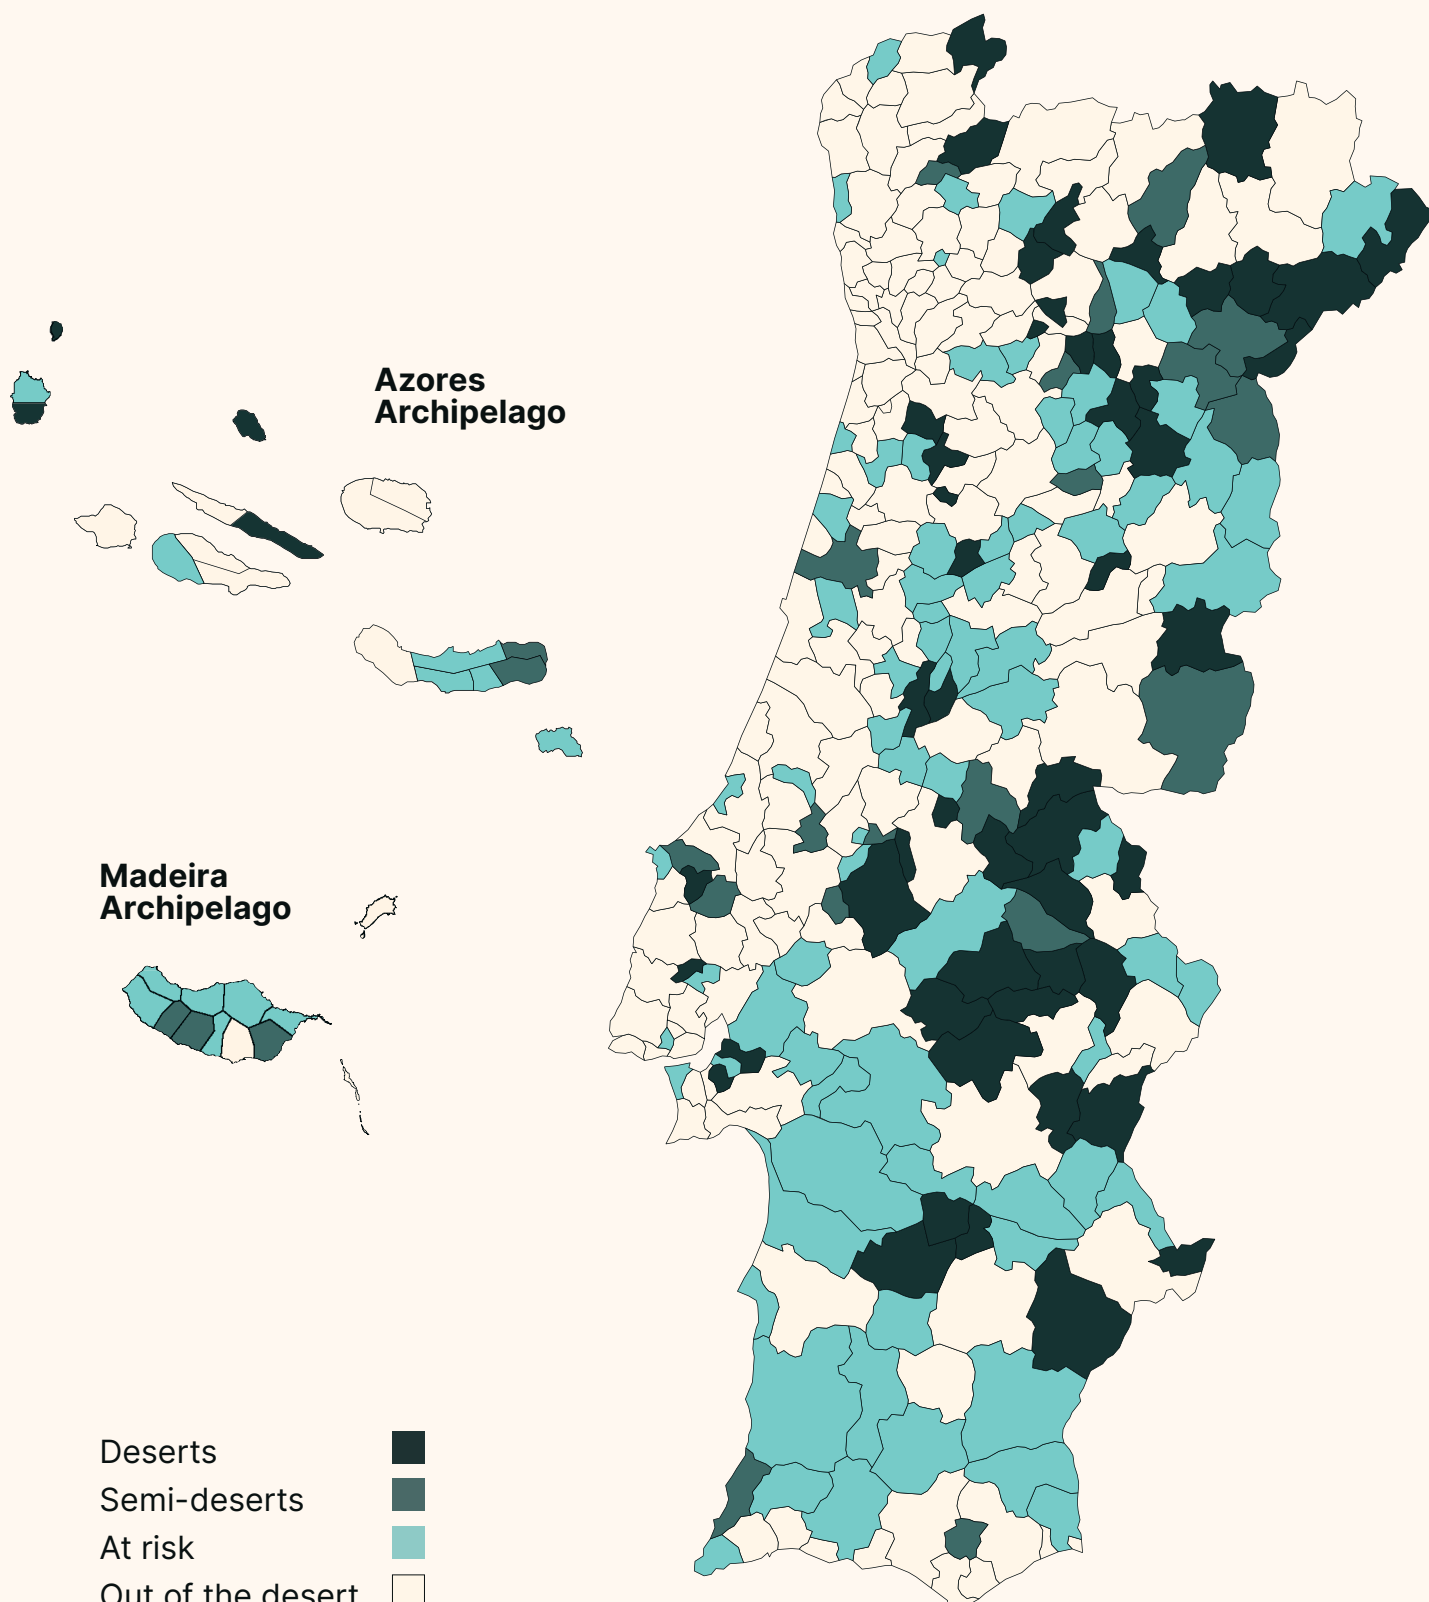 Azores
Archipelago
Madeira
Archipelago
Deserts
Semi-deserts
At risk
Out of the desert